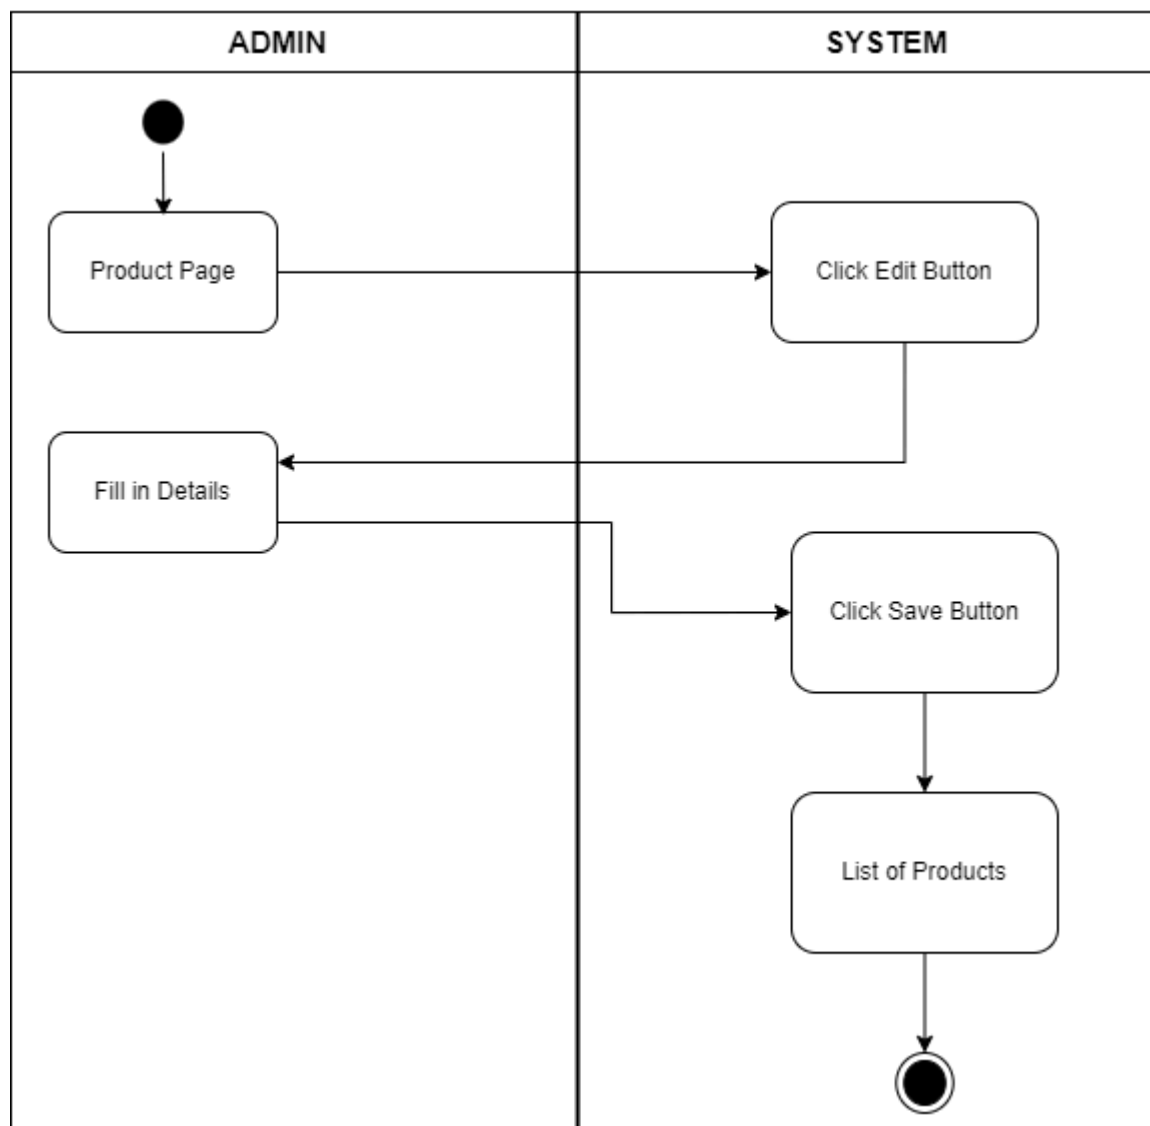 ADMIN
SYSTEM
Product Page
Click Edit Button
Fill in Details
Click Save Button
List of Products